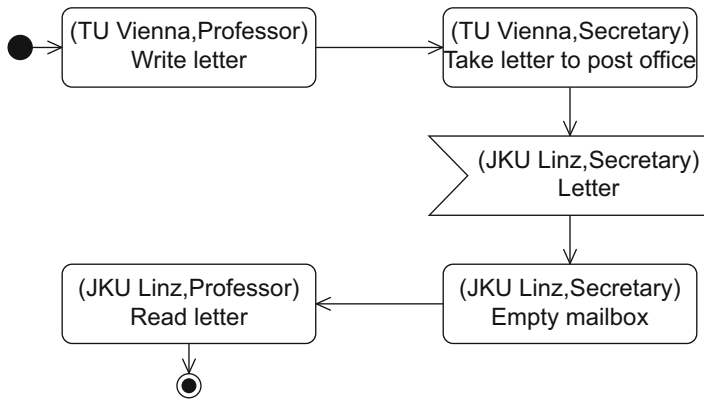 (TU Vienna,Professor)
Write letter
(TU Vienna,Secretary)
Take letter to post office
(JKU Linz,Secretary)
Letter
(JKU Linz,Secretary)
Empty mailbox
(JKU Linz,Professor)
Read letter